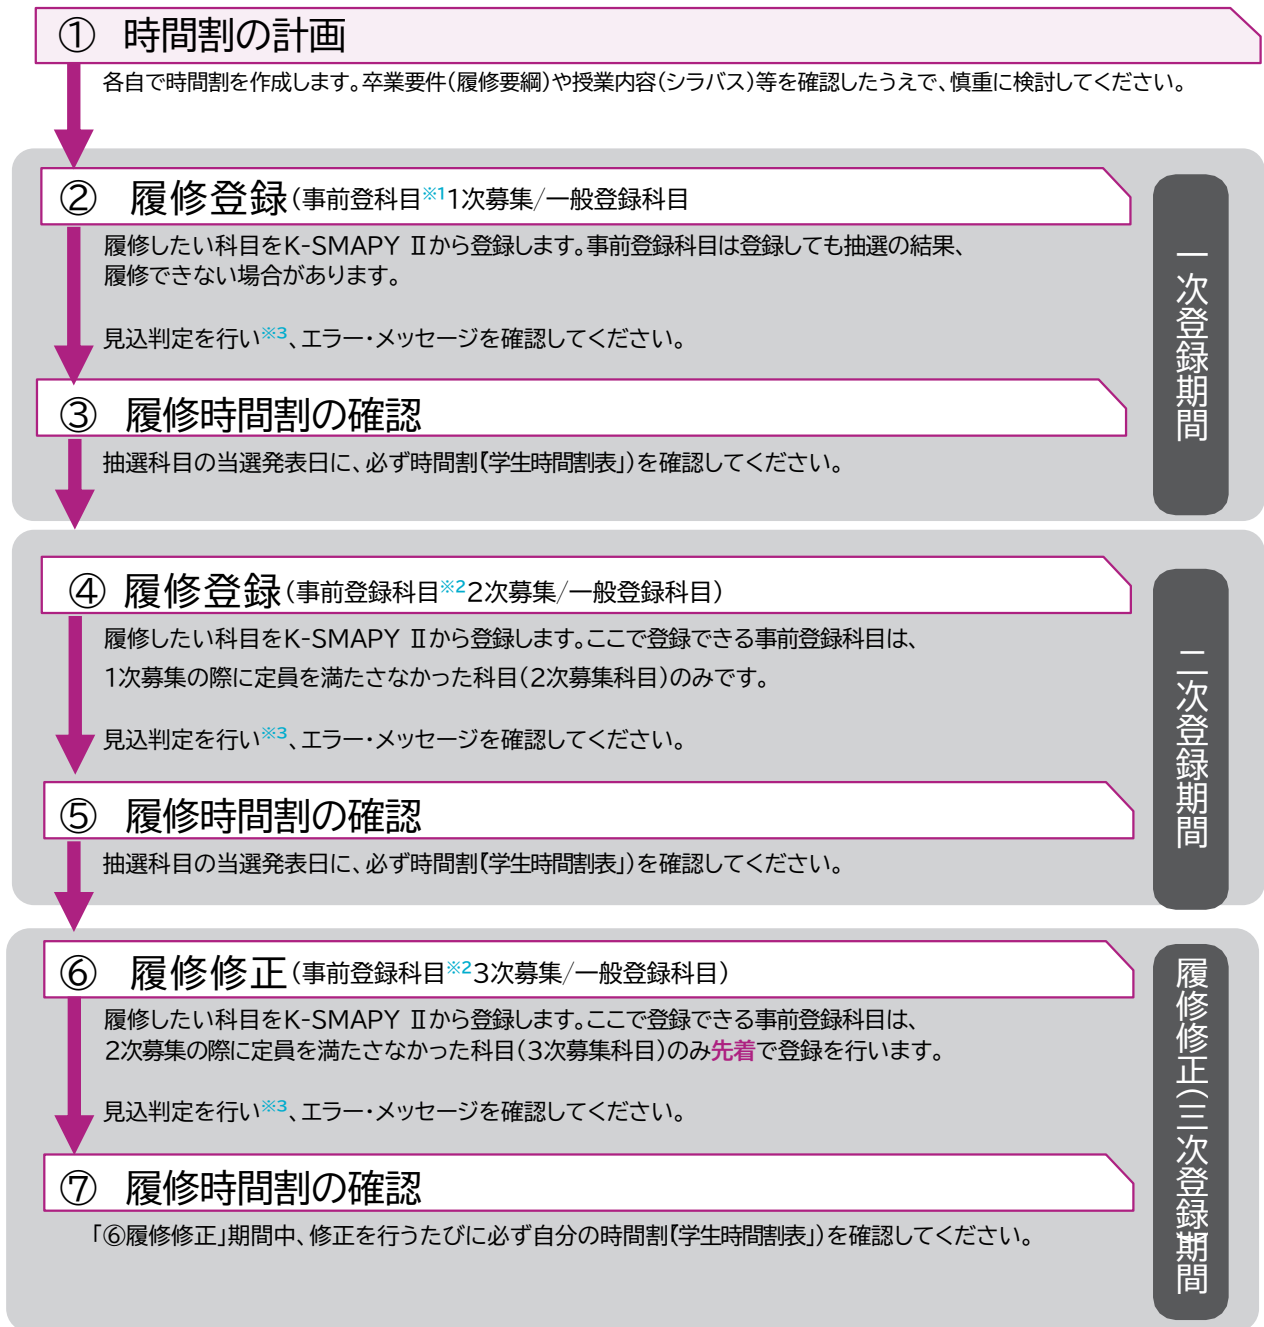 ① 時間割の計画
各自で時間割を作成します。卒業要件(履修要綱)や授業内容(シラバス)等を確認したうえで、慎重に検討してください。
② 履修登録(事前登科目※11次募集/一般登録科目
履修したい科目をK-SMAPY Ⅱから登録します。事前登録科目は登録しても抽選の結果、
履修できない場合があります。
見込判定を行い※3、エラー・メッセージを確認してください。
③ 履修時間割の確認
抽選科目の当選発表日に、必ず時間割(「学生時間割表」)を確認してください。
一次登録期間
④ 履修登録(事前登録科目※22次募集/一般登録科目)
履修したい科目をK-SMAPY Ⅱから登録します。ここで登録できる事前登録科目は、
1次募集の際に定員を満たさなかった科目(2次募集科目)のみです。
見込判定を行い※3、エラー・メッセージを確認してください。
⑤ 履修時間割の確認
抽選科目の当選発表日に、必ず時間割(「学生時間割表」)を確認してください。
二次登録期間
⑥ 履修修正(事前登録科目※23次募集/一般登録科目)
履修したい科目をK-SMAPY Ⅱから登録します。ここで登録できる事前登録科目は、
2次募集の際に定員を満たさなかった科目(3次募集科目)のみ先着で登録を行います。
見込判定を行い※3、エラー・メッセージを確認してください。
⑦ 履修時間割の確認
「⑥履修修正」期間中、修正を行うたびに必ず自分の時間割(「学生時間割表」)を確認してください。
履修修正(三次登録)期間